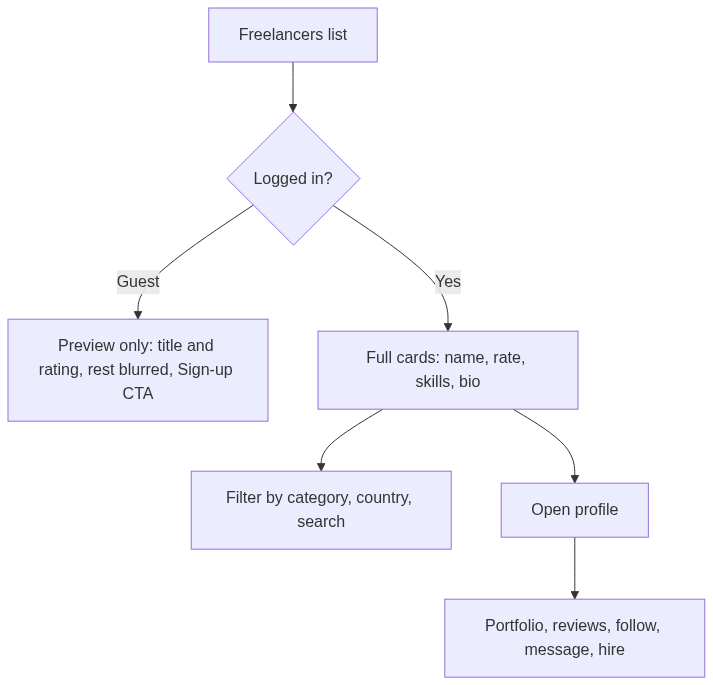 Freelancers list
Logged in?
Guest
Yes
Preview only: title and
rating, rest blurred, Sign-up
CTA
Full cards: name, rate,
skills, bio
Filter by category, country,
search
Open profile
Portfolio, reviews, follow,
message, hire